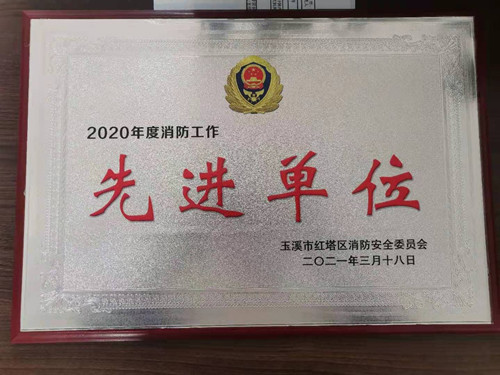 2020年度消防工作
先进单位
玉溪市红塔区消防安全委员会
二〇二一年三月十八日